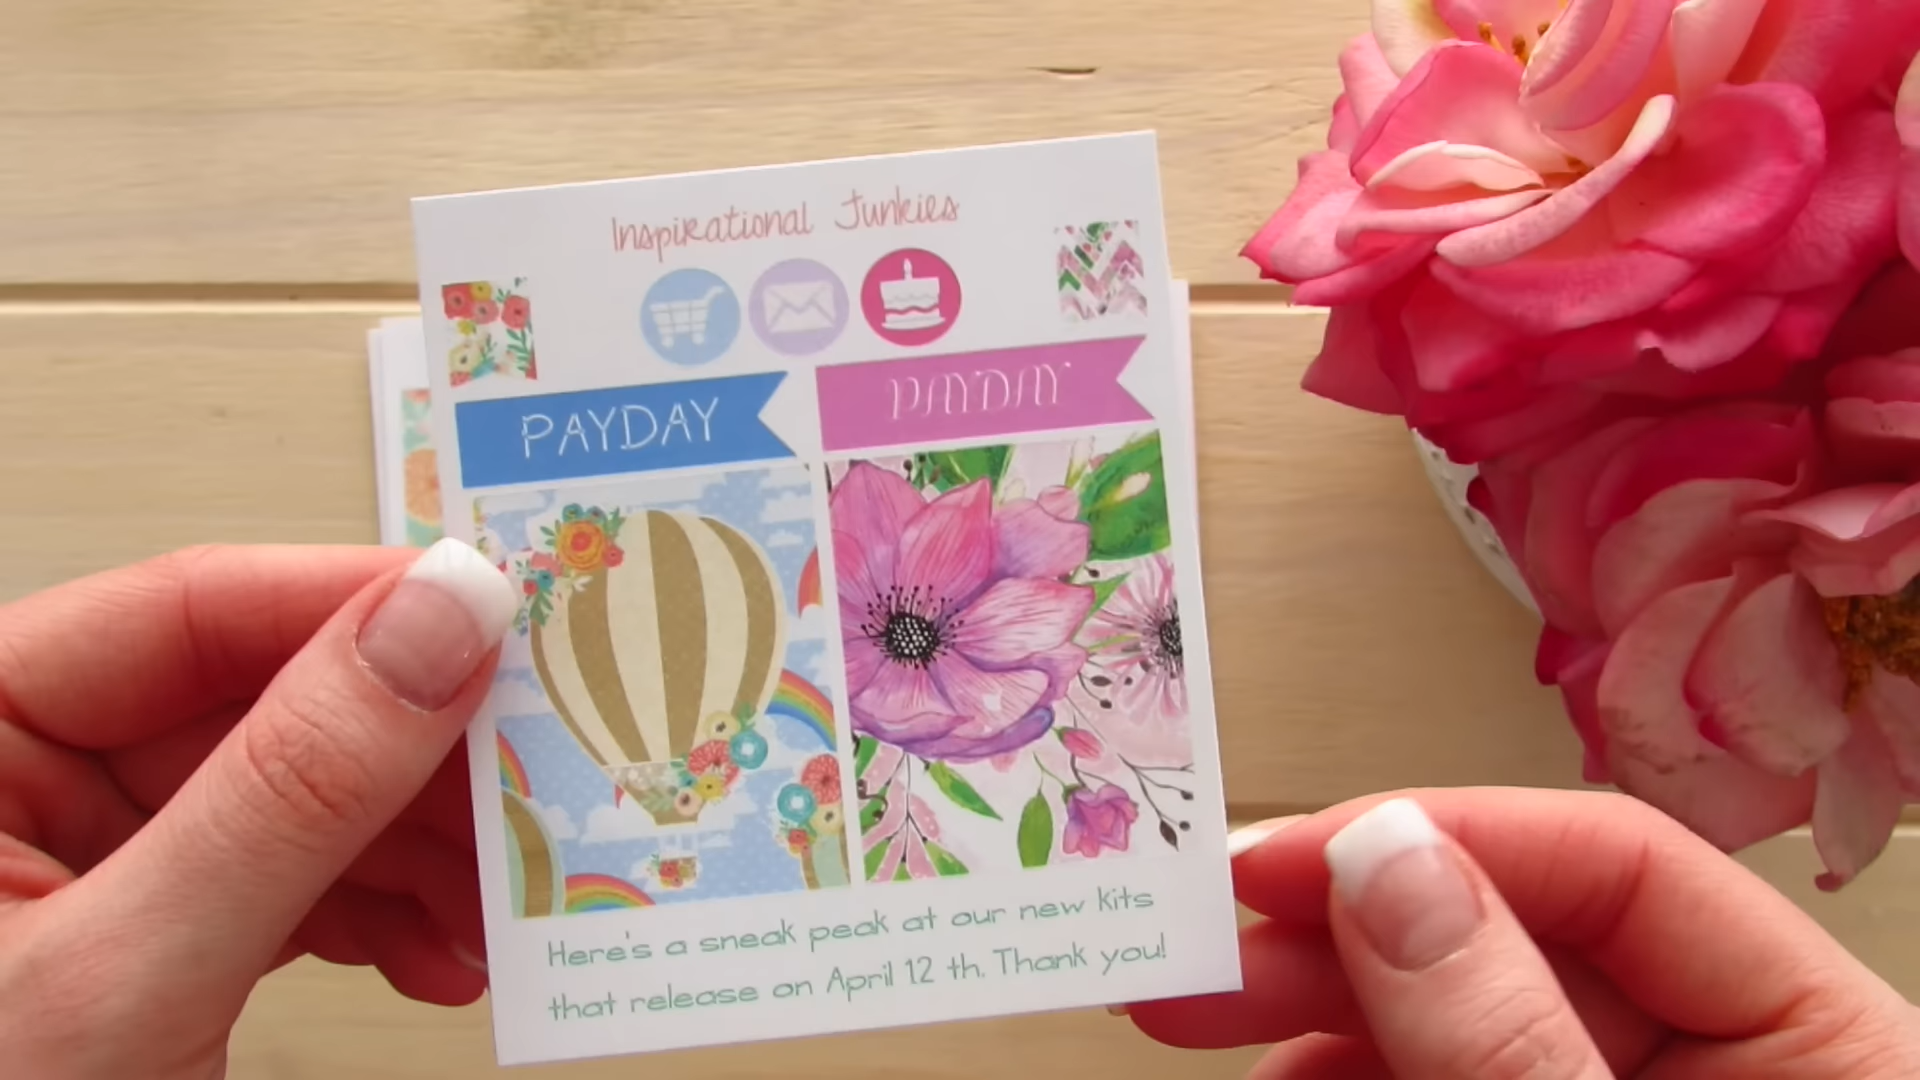 Inspirational Junkies
PAYDAY
PAYDAY
Here's a sneak peak at our new kits
that release on April 12 th. Thank you!